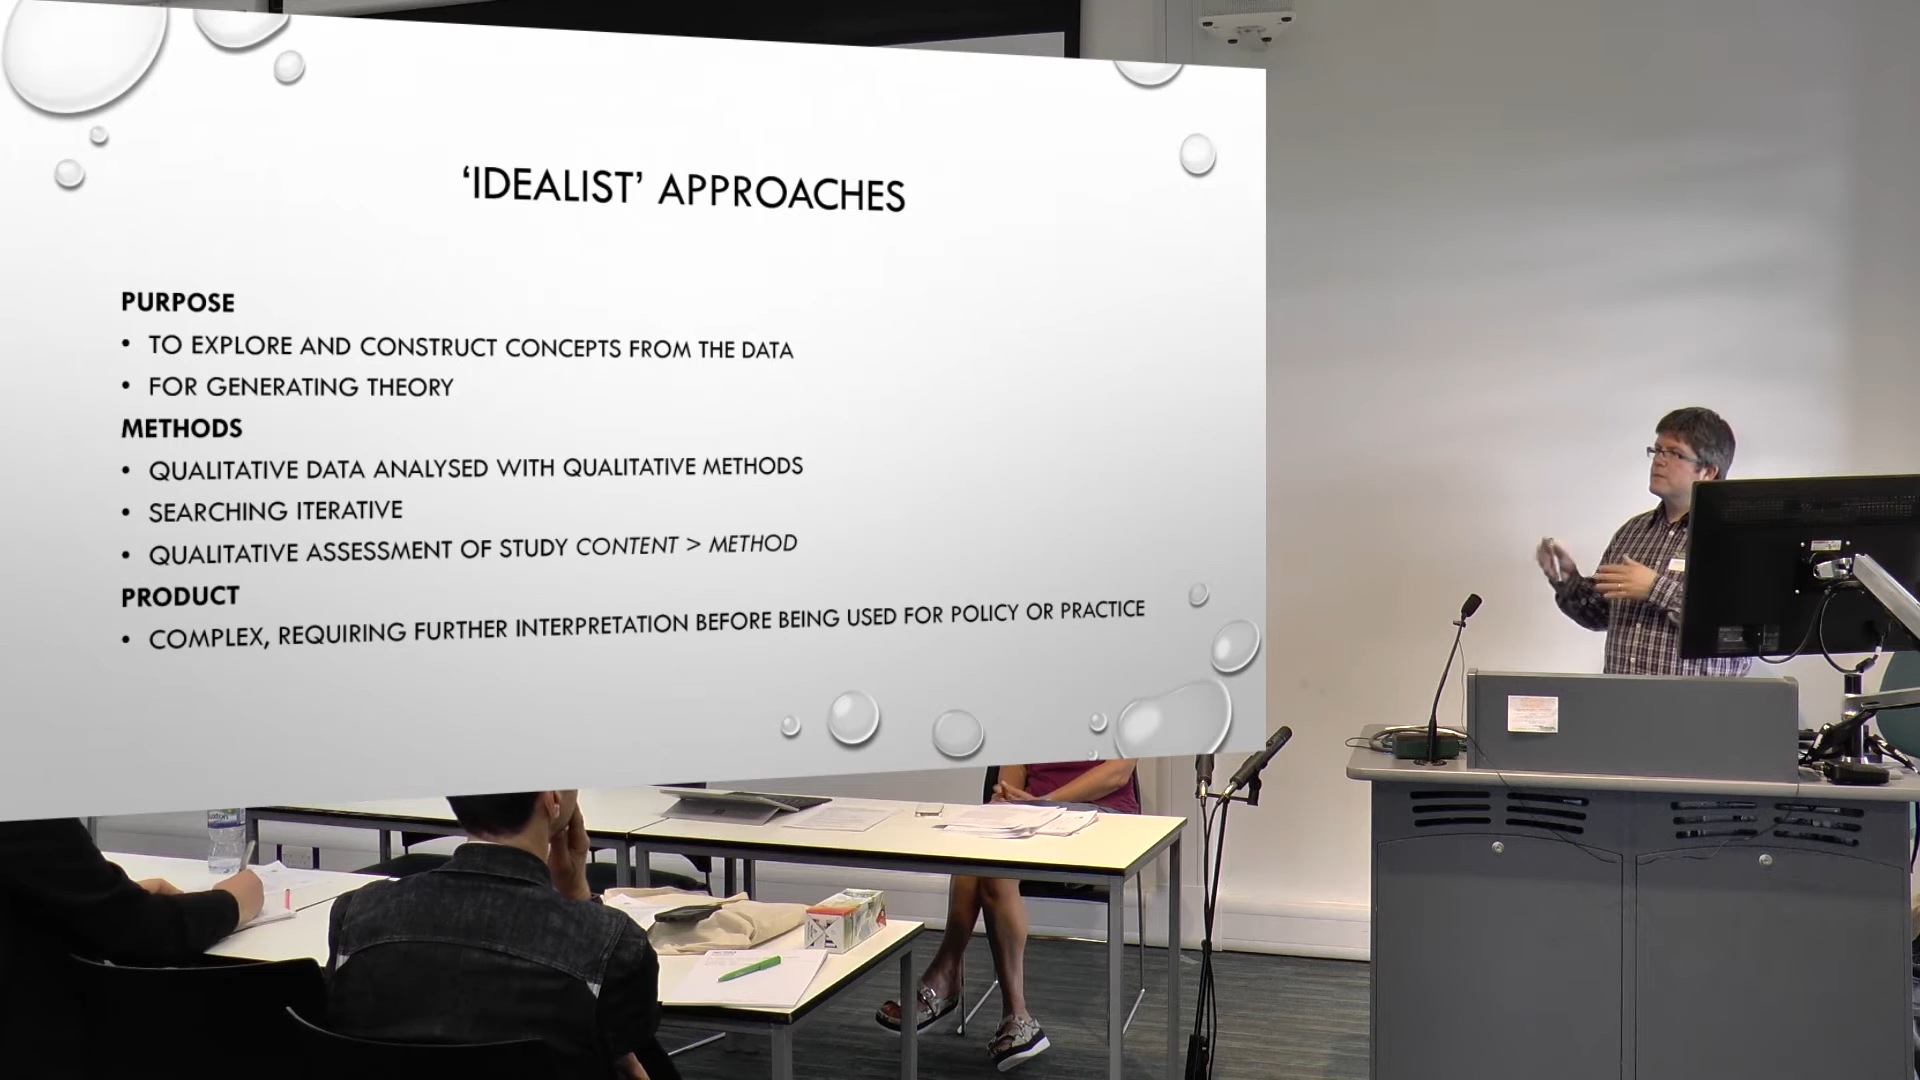 ‘IDEALIST’ APPROACHES
PURPOSE
• TO EXPLORE AND CONSTRUCT CONCEPTS FROM THE DATA
• FOR GENERATING THEORY
METHODS
• QUALITATIVE DATA ANALYSED WITH QUALITATIVE METHODS
• SEARCHING ITERATIVE
• QUALITATIVE ASSESSMENT OF STUDY CONTENT > METHOD
PRODUCT
• COMPLEX, REQUIRING FURTHER INTERPRETATION BEFORE BEING USED FOR POLICY OR PRACTICE